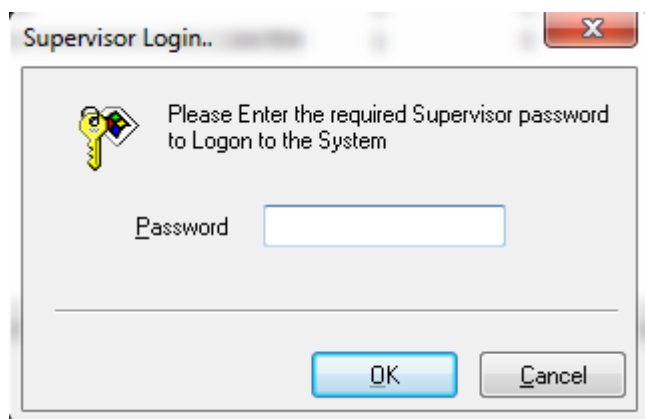 Supervisor Login..
Please Enter the required Supervisor password
to Logon to the System
Password
OK
Cancel